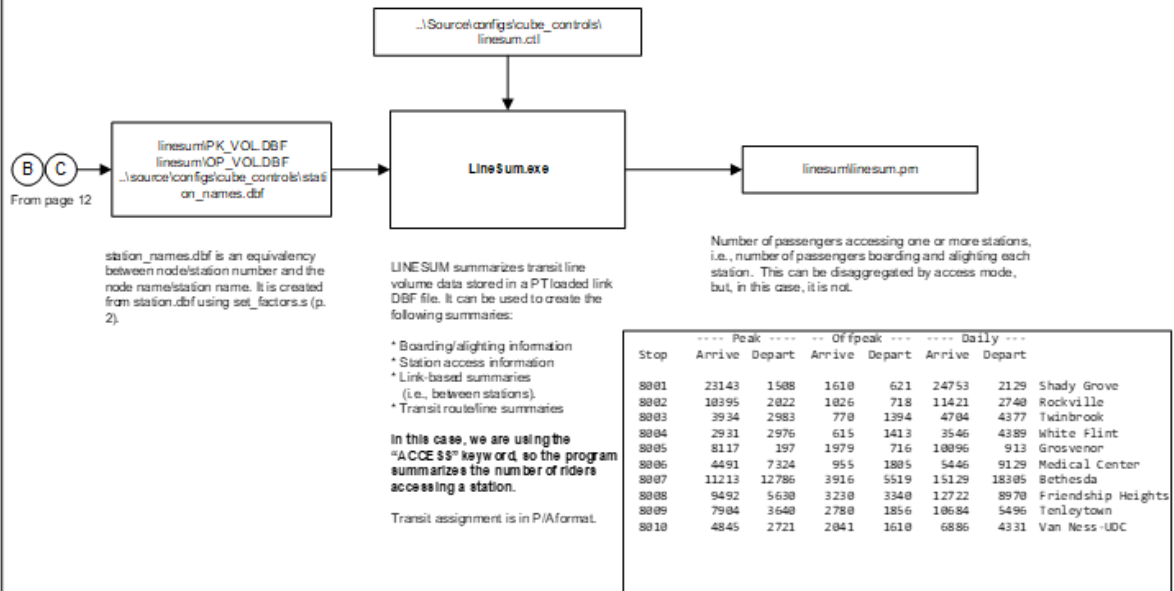 ..\Source\configs\cube_controls\
linesum.ctl
linesum\PK_VOL.DBF
linesum\OP_VOL.DBF
..\source\configs\cube_controls\stati
on_names.dbf
LineSum.exe
linesum\linesum.prn
B C
From page 12
station_names.dbf is an equivalency
between node/station number and the
node name/station name. It is created
from station.dbf using set_factors.s (p.
2).
LINESUM summarizes transit line
volume data stored in a PT loaded link
DBF file. It can be used to create the
following summaries:
* Boarding/alighting information
* Station access information
* Link-based summaries
(i.e., between stations).
* Transit route/line summaries
In this case, we are using the
“ACCESS” keyword, so the program
summarizes the number of riders
accessing a station.
Transit assignment is in P/A format.
Number of passengers accessing one or more stations,
i.e., number of passengers boarding and alighting each
station. This can be disaggregated by access mode,
but, in this case, it is not.
---- Peak ---- -- Offpeak --- ---- Daily ---
Stop Arrive Depart Arrive Depart Arrive Depart
8001 23143 1508 1610 621 24753 2129 Shady Grove
8002 10395 2022 1026 718 11421 2740 Rockville
8003 3934 2983 770 1394 4704 4377 Twinbrook
8004 2931 2976 615 1413 3546 4389 White Flint
8005 8117 197 1979 716 10096 913 Grosvenor
8006 4491 7324 955 1805 5446 9129 Medical Center
8007 11213 12786 3916 5519 15129 18305 Bethesda
8008 9492 5630 3230 3340 12722 8970 Friendship Heights
8009 7904 3640 2780 1856 10684 5496 Tenleytown
8010 4845 2721 2041 1610 6886 4331 Van Ness-UDC